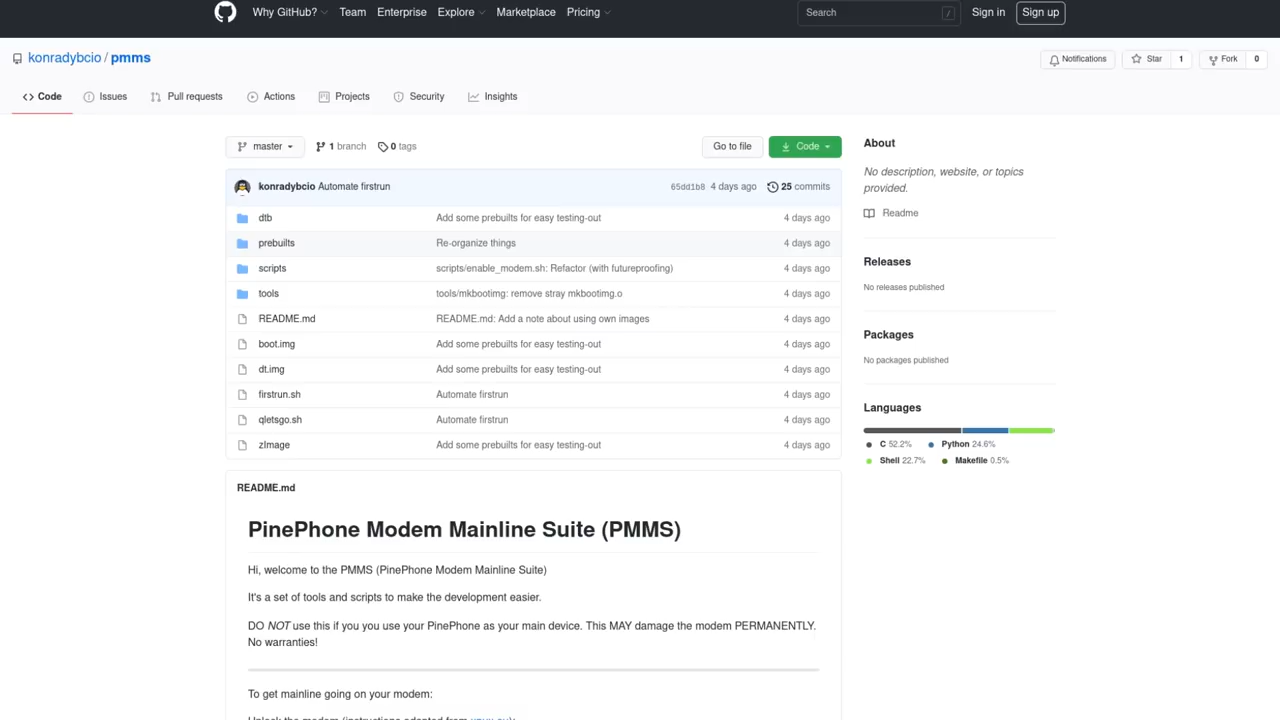 Why GitHub? Team Enterprise Explore Marketplace Pricing Search / Sign in Sign up
konradybcio / pmms Notifications Star 1 Fork 0
Code Issues Pull requests Actions Projects Security Insights
master 1 branch 0 tags Go to file Code
konradybcio Automate firstrun 65dd1b8 4 days ago 25 commits
dtb Add some prebuilts for easy testing-out 4 days ago
prebuilts Re-organize things 4 days ago
scripts scripts/enable_modem.sh: Refactor (with futureproofing) 4 days ago
tools tools/mkbootimg: remove stray mkbootimg.o 4 days ago
README.md README.md: Add a note about using own images 4 days ago
boot.img Add some prebuilts for easy testing-out 4 days ago
dt.img Add some prebuilts for easy testing-out 4 days ago
firstrun.sh Automate firstrun 4 days ago
qletsgo.sh Automate firstrun 4 days ago
zImage Add some prebuilts for easy testing-out 4 days ago
README.md
PinePhone Modem Mainline Suite (PMMS)
Hi, welcome to the PMMS (PinePhone Modem Mainline Suite)
It's a set of tools and scripts to make the development easier.
DO NOT use this if you you use your PinePhone as your main device. This MAY damage the modem PERMANENTLY.
No warranties!
To get mainline going on your modem:
Unlock the modem (instructions adapted from
About
No description, website, or topics
provided.
Readme
Releases
No releases published
Packages
No packages published
Languages
C 52.2% Python 24.6%
Shell 22.7% Makefile 0.5%